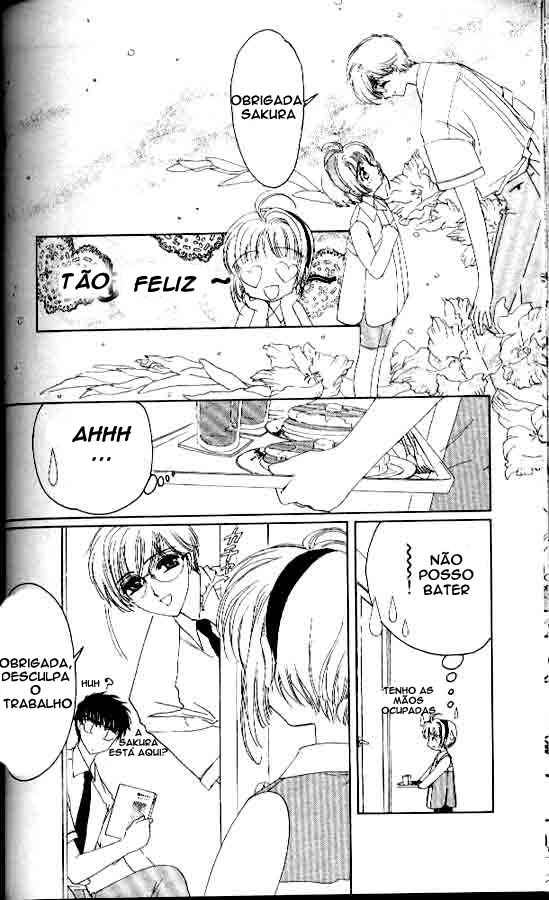 OBRIGADA,
SAKURA
TÃO FELIZ ~
AHHH
...
NÃO
POSSO
BATER
TENHO AS
MÃOS
OCUPADAS
OBRIGADA,
DESCULPA
O
TRABALHO
HUH ?
A
SAKURA
ESTÁ AQUI?